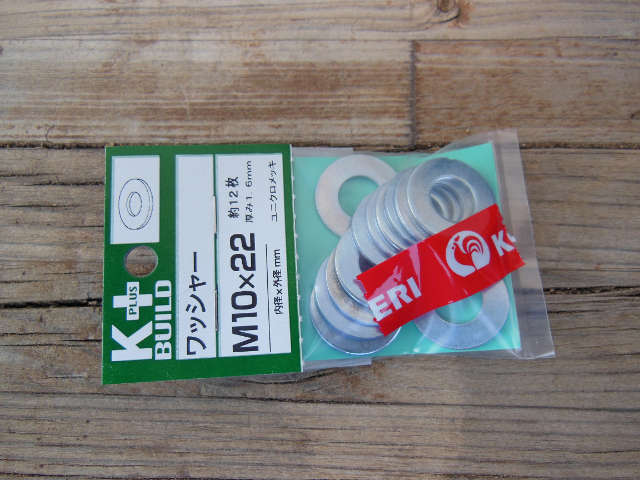 K+
PLUS
BUILD
ワッシャー
M10×22
内径×外径mm
約12枚
厚み1.6mm
ユニクロメッキ
ERI
K